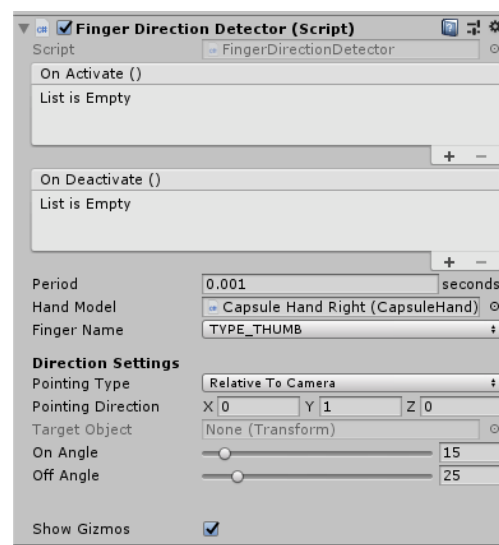 Finger Direction Detector (Script)
Script FingerDirectionDetector
On Activate ()
List is Empty
+ −
On Deactivate ()
List is Empty
+ −
Period 0.001 seconds
Hand Model Capsule Hand Right (CapsuleHand)
Finger Name TYPE_THUMB
Direction Settings
Pointing Type Relative To Camera
Pointing Direction X 0 Y 1 Z 0
Target Object None (Transform)
On Angle 15
Off Angle 25
Show Gizmos